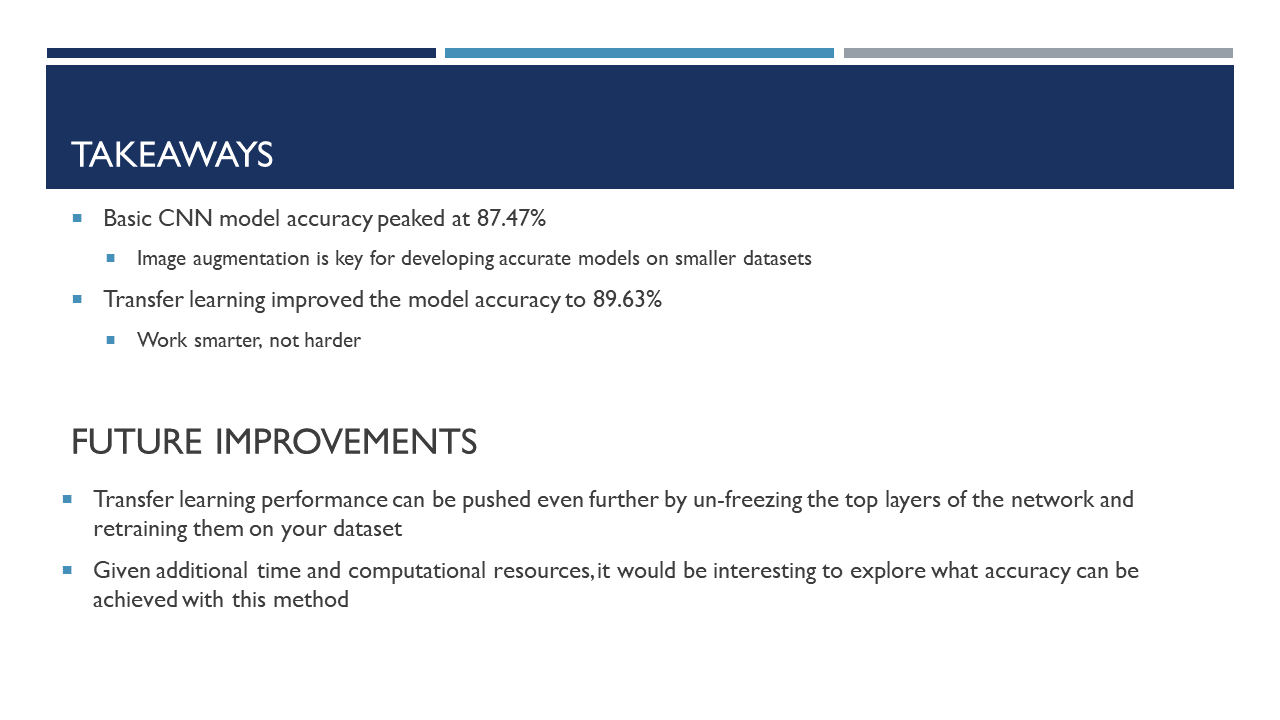 TAKEAWAYS
Basic CNN model accuracy peaked at 87.47%
Image augmentation is key for developing accurate models on smaller datasets
Transfer learning improved the model accuracy to 89.63%
Work smarter, not harder
FUTURE IMPROVEMENTS
Transfer learning performance can be pushed even further by un-freezing the top layers of the network and
retraining them on your dataset
Given additional time and computational resources, it would be interesting to explore what accuracy can be
achieved with this method